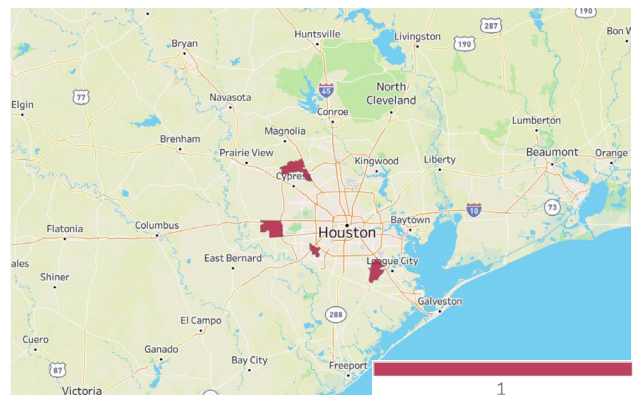 190
287
190
Huntsville
Livingston
Bon W
Bryan
190
45
77
North
Cleveland
Elgin
Navasota
Conroe
Lumberton
Magnolia
Brenham
Beaumont
Orange
Prairie View
Kingwood
Liberty
Cypress
73
10
Baytown
Columbus
Flatonia
Houston
East Bernard
League City
ales
Shiner
Galveston
288
El Campo
Cuero
Ganado
Bay City
Freeport
87
Victoria
1